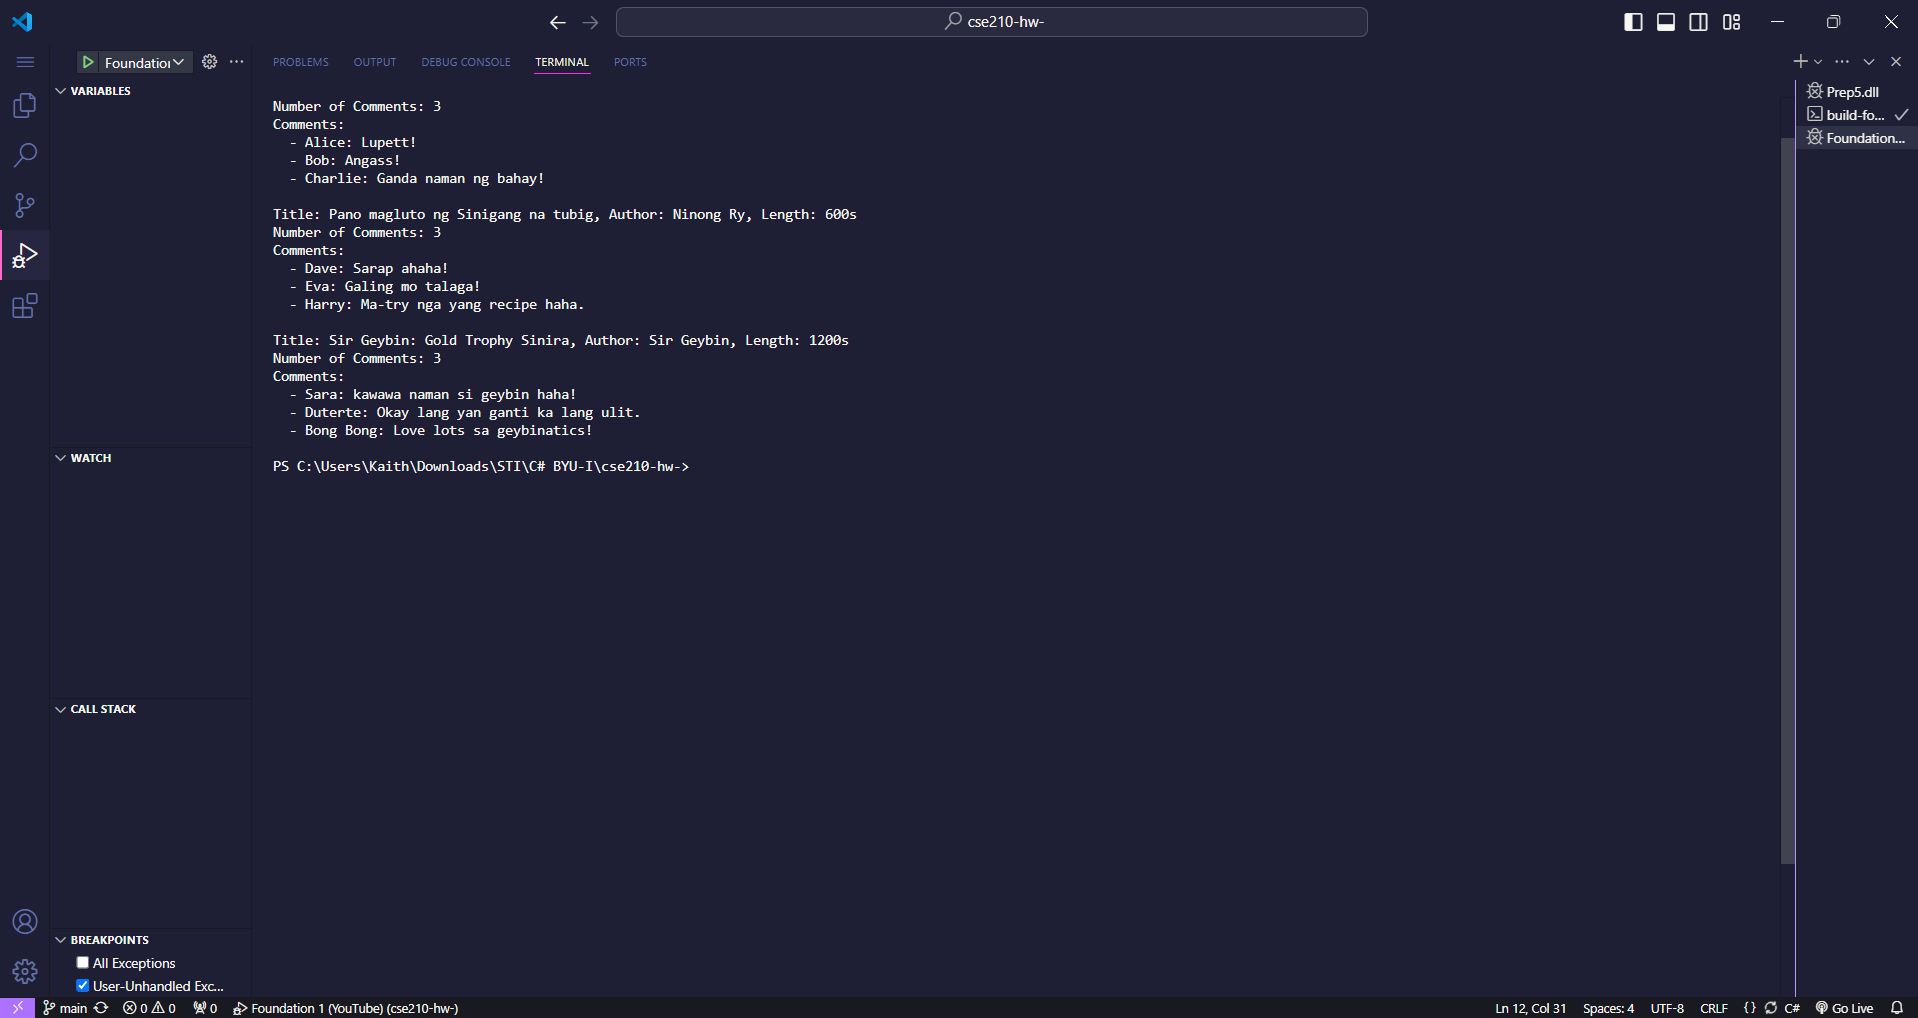 cse210-hw-
Foundation
PROBLEMS
OUTPUT
DEBUG CONSOLE
TERMINAL
PORTS
VARIABLES
WATCH
CALL STACK
BREAKPOINTS
All Exceptions
User-Unhandled Exc...
Number of Comments: 3
Comments:
- Alice: Lupett!
- Bob: Angass!
- Charlie: Ganda naman ng bahay!
Title: Pano magluto ng Sinigang na tubig, Author: Ninong Ry, Length: 600s
Number of Comments: 3
Comments:
- Dave: Sarap ahaha!
- Eva: Galing mo talaga!
- Harry: Ma-try nga yang recipe haha.
Title: Sir Geybin: Gold Trophy Sinira, Author: Sir Geybin, Length: 1200s
Number of Comments: 3
Comments:
- Sara: kawawa naman si geybin haha!
- Duterte: Okay lang yan ganti ka lang ulit.
- Bong Bong: Love lots sa geybinatics!
PS C:\Users\Kaith\Downloads\STI\C# BYU-I\cse210-hw->
Prep5.dll
build-fo...
Foundation...
main
0
0
0
Foundation 1 (YouTube) (cse210-hw-)
Ln 12, Col 31
Spaces: 4
UTF-8
CRLF
{}
C#
Go Live